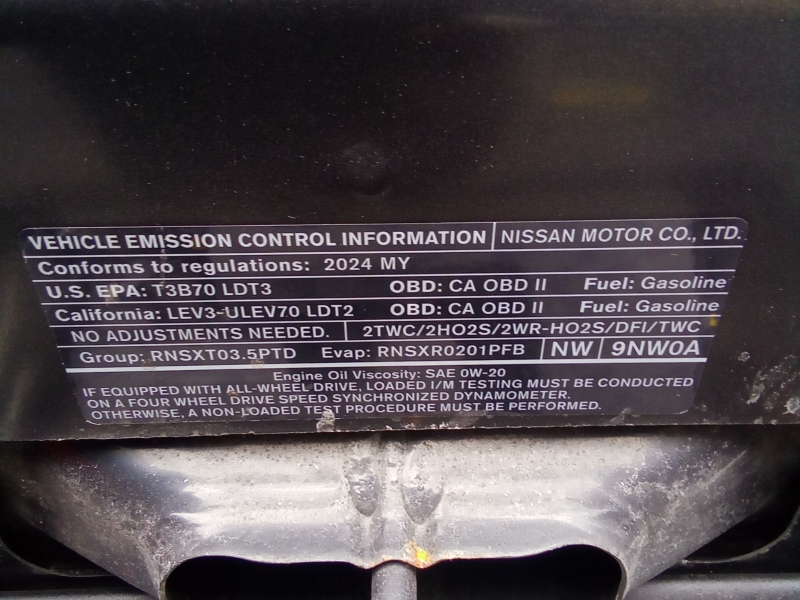 VEHICLE EMISSION CONTROL INFORMATION NISSAN MOTOR CO., LTD.
Conforms to regulations: 2024 MY
U.S. EPA: T3B70 LDT3 OBD: CA OBD II Fuel: Gasoline
California: LEV3-ULEV70 LDT2 OBD: CA OBD II Fuel: Gasoline
NO ADJUSTMENTS NEEDED. 2TWC/2HO2S/2WR-HO2S/DFI/TWC
Group: RNSXT03.5PTD Evap: RNSXR0201PFB NW 9NW0A
Engine Oil Viscosity: SAE 0W-20
IF EQUIPPED WITH ALL-WHEEL DRIVE, LOADED I/M TESTING MUST BE CONDUCTED
ON A FOUR WHEEL DRIVE SPEED SYNCHRONIZED DYNAMOMETER.
OTHERWISE, A NON-LOADED TEST PROCEDURE MUST BE PERFORMED.